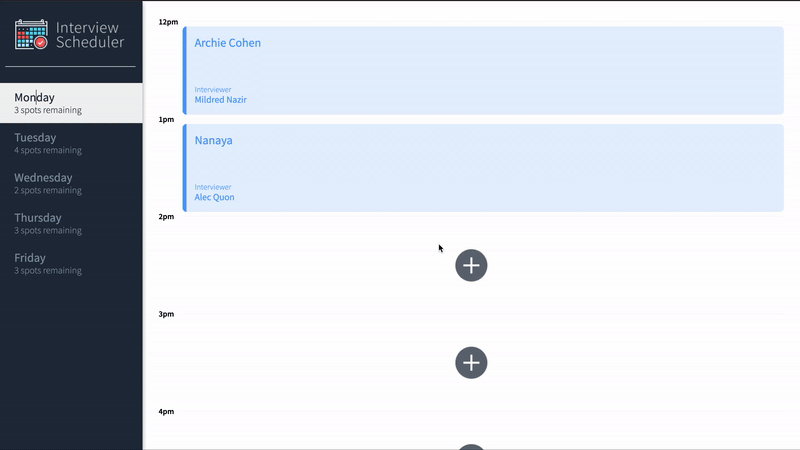 Interview
Scheduler
Monday
3 spots remaining
Tuesday
4 spots remaining
Wednesday
2 spots remaining
Thursday
3 spots remaining
Friday
3 spots remaining
12pm
Archie Cohen
Interviewer
Mildred Nazir
1pm
Nanaya
Interviewer
Alec Quon
2pm
3pm
4pm